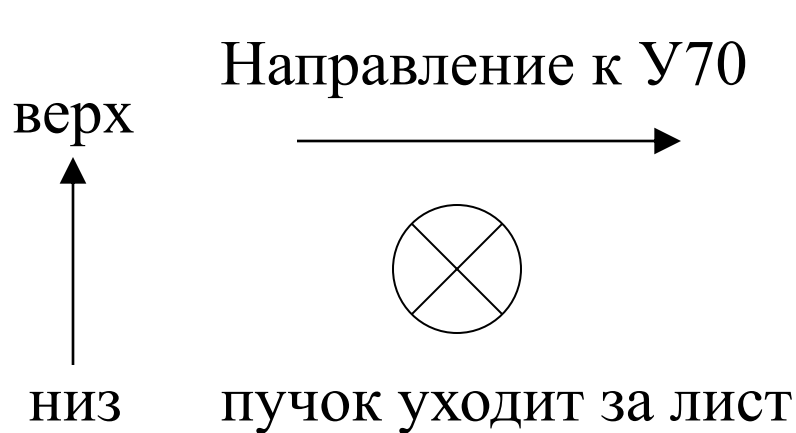 Направление к У70
верх
низ
пучок уходит за лист